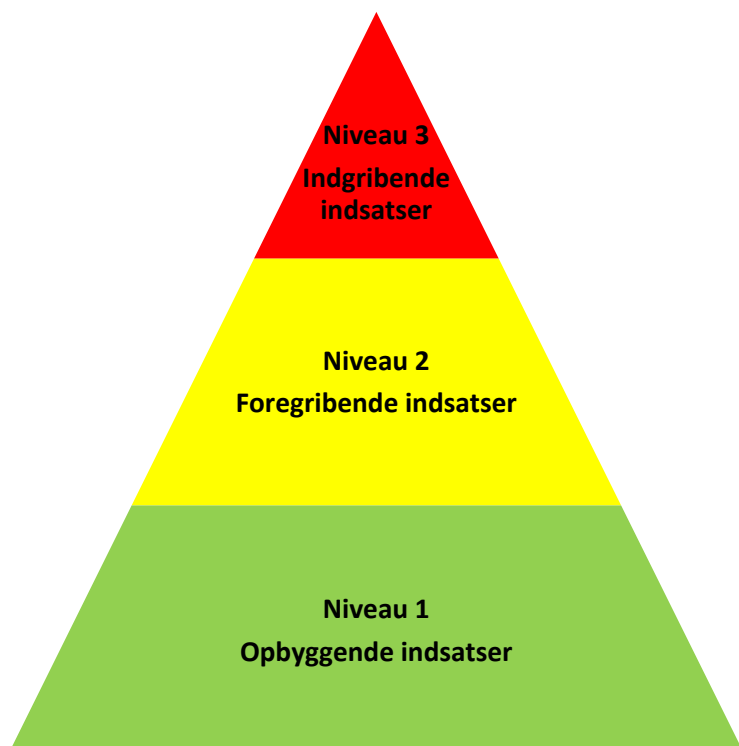 Niveau 3
Indgribende
indsatser
Niveau 2
Foregribende indsatser
Niveau 1
Opbyggende indsatser